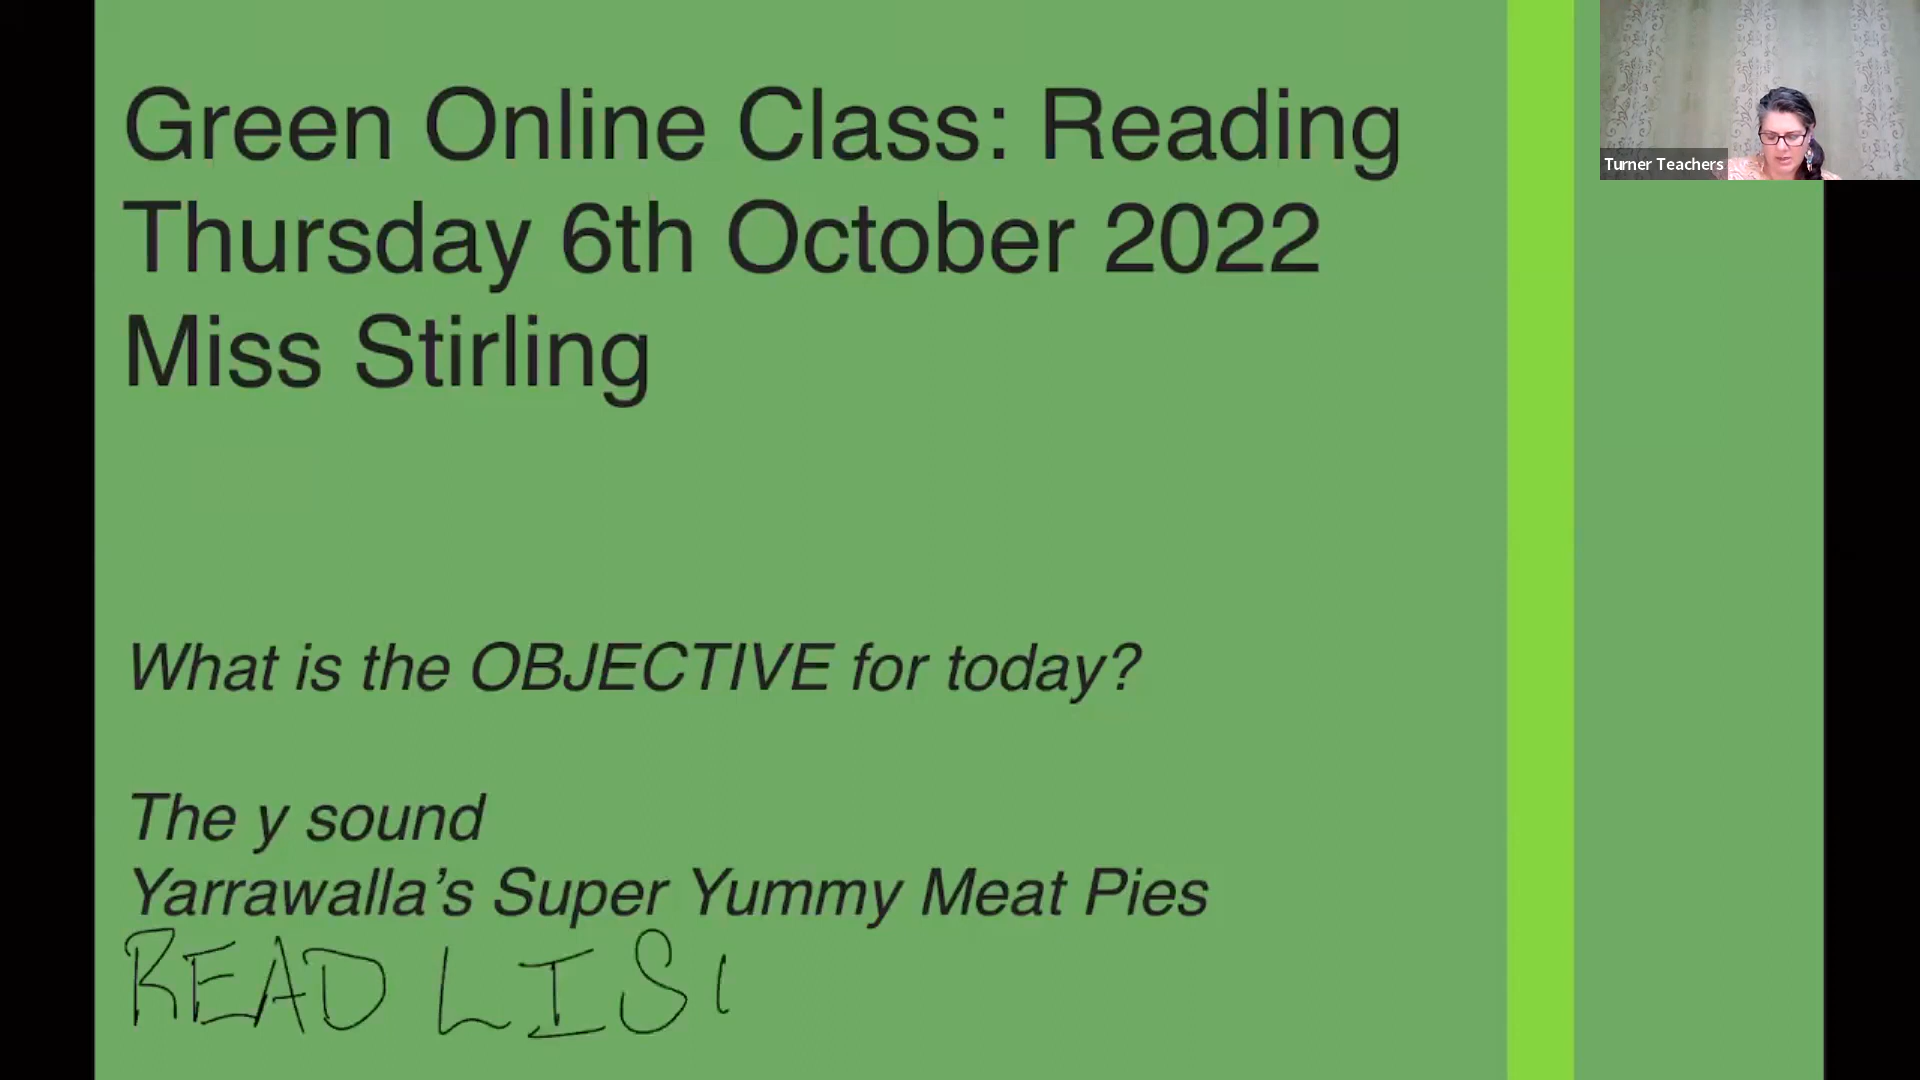 Green Online Class: Reading
Thursday 6th October 2022
Miss Stirling
What is the OBJECTIVE for today?
The y sound
Yarrawalla's Super Yummy Meat Pies
READ LIS
Turner Teachers